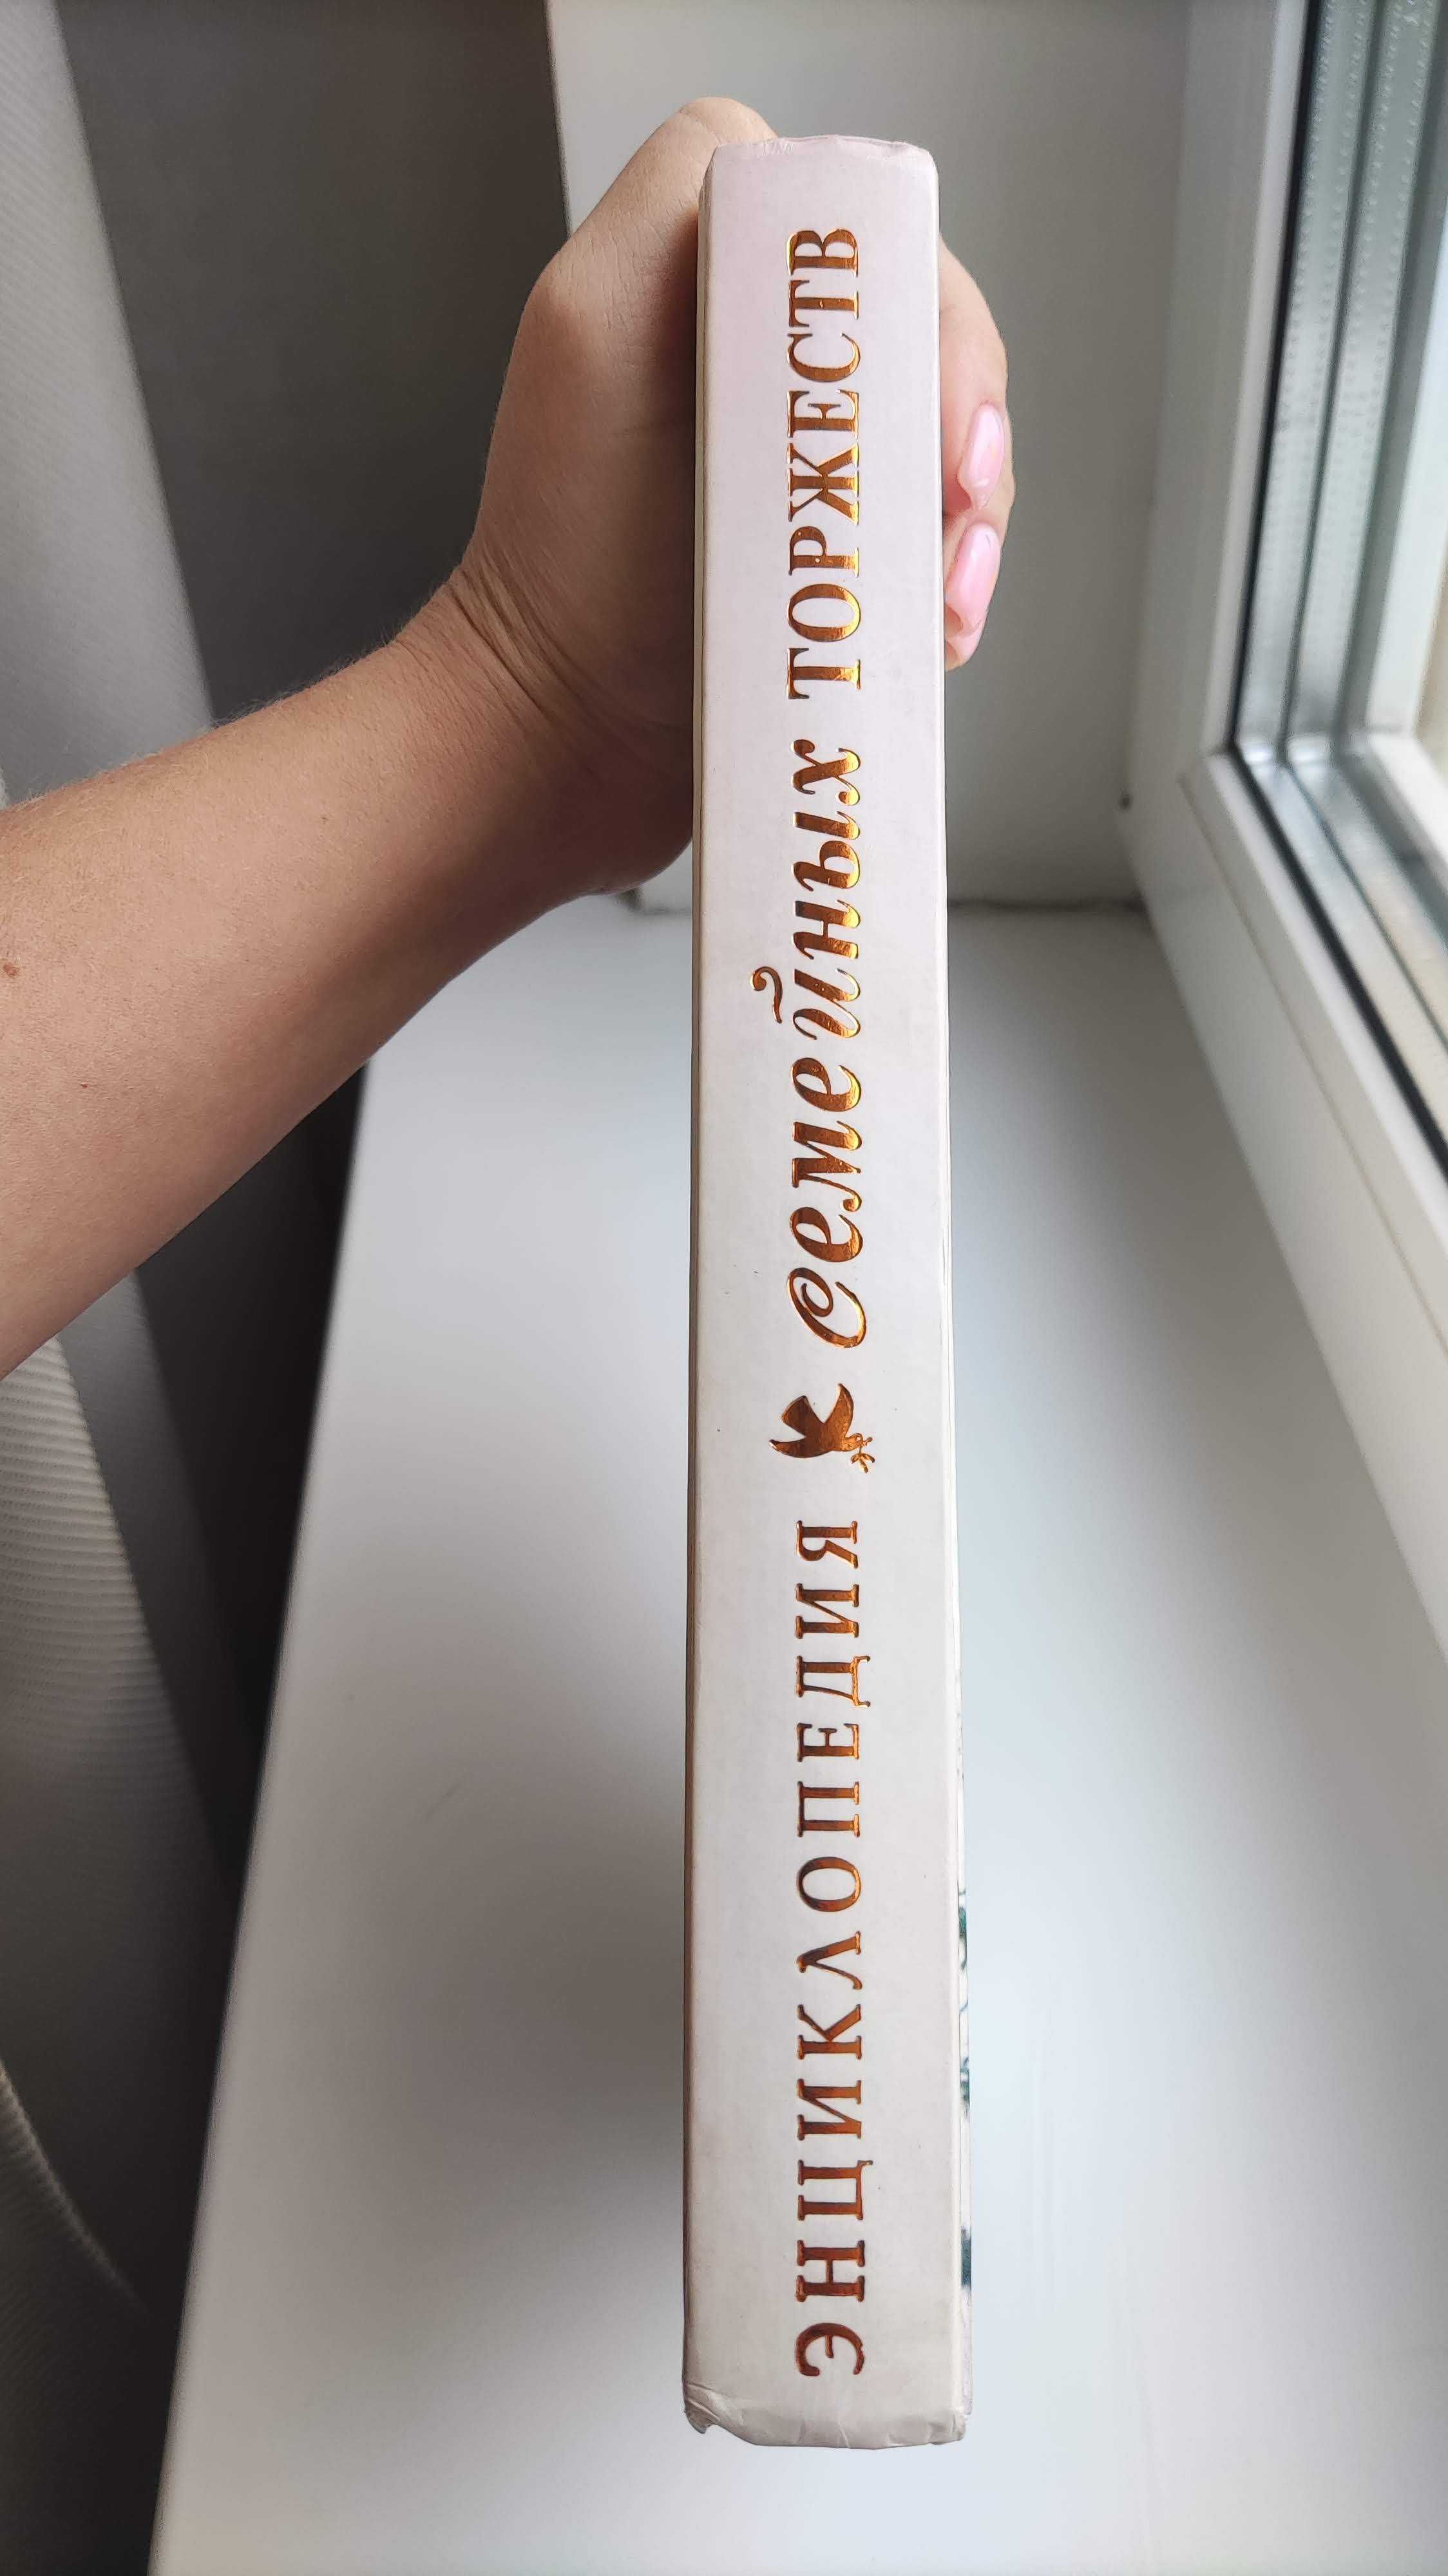 ЭНЦИКЛОПЕДИЯ Семейных ТОРЖЕСТВ